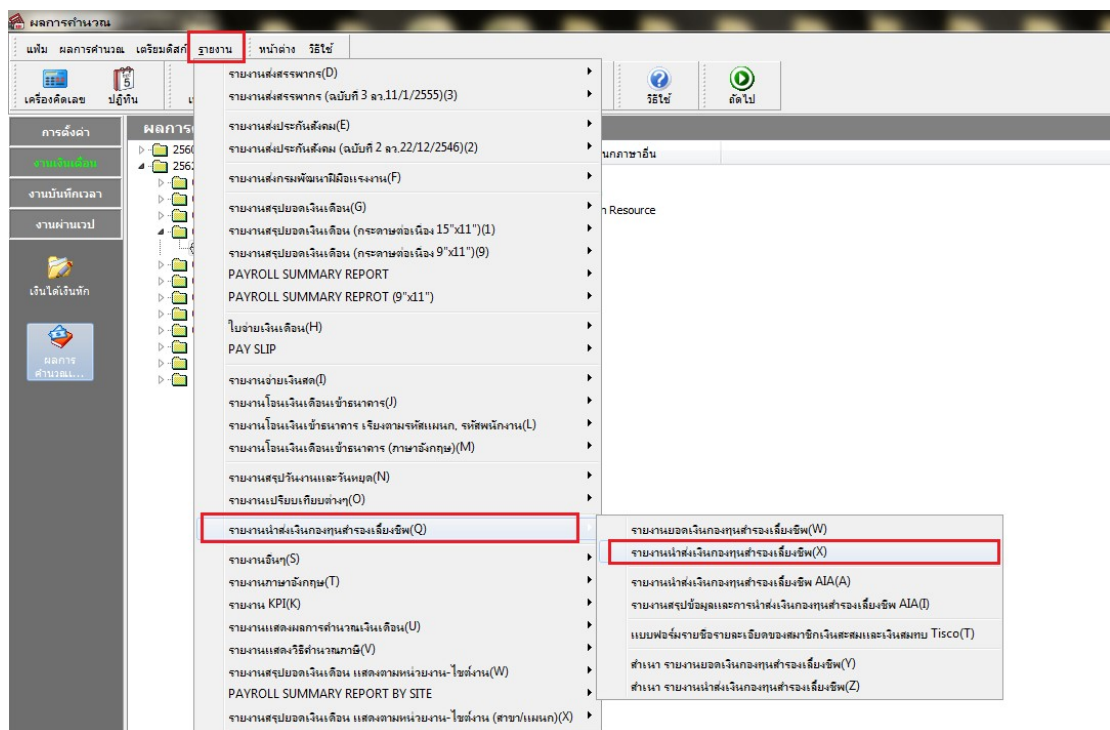 ผลการคำนวณ
แฟ้ม ผลการคำนวณ เตรียมดิสก์ รายงาน หน้าต่าง วิธีใช้
เครื่องคิดเลข ปฏิทิน วิธีใช้ ถัดไป
การตั้งค่า
งานเงินเดือน
งานบันทึกเวลา
งานผ่านเวป
เงินได้เงินหัก
ผลการ
คำนวณเ...
ผลการ
2560
256
นกภาษาอื่น
n Resource
รายงานส่งสรรพากร(D)
รายงานส่งสรรพากร (ฉบับที่ 3 ลว.11/1/2555)(3)
รายงานส่งประกันสังคม(E)
รายงานส่งประกันสังคม (ฉบับที่ 2 ลว.22/12/2546)(2)
รายงานส่งกรมพัฒนาฝีมือแรงงาน(F)
รายงานสรุปยอดเงินเดือน(G)
รายงานสรุปยอดเงินเดือน (กระดาษต่อเนื่อง 15"x11")(1)
รายงานสรุปยอดเงินเดือน (กระดาษต่อเนื่อง 9"x11")(9)
PAYROLL SUMMARY REPORT
PAYROLL SUMMARY REPROT (9"x11")
ใบจ่ายเงินเดือน(H)
PAY SLIP
รายงานจ่ายเงินสด(I)
รายงานโอนเงินเดือนเข้าธนาคาร(J)
รายงานโอนเงินเข้าธนาคาร เรียงตามรหัสแผนก, รหัสพนักงาน(L)
รายงานโอนเงินเดือนเข้าธนาคาร (ภาษาอังกฤษ)(M)
รายงานสรุปวันงานและวันหยุด(N)
รายงานเปรียบเทียบต่างๆ(O)
รายงานนำส่งเงินกองทุนสำรองเลี้ยงชีพ(Q)
รายงานอื่นๆ(S)
รายงานภาษาอังกฤษ(T)
รายงาน KPI(K)
รายงานแสดงผลการคำนวณเงินเดือน(U)
รายงานแสดงวิธีคำนวณภาษี(V)
รายงานสรุปยอดเงินเดือน แสดงตามหน่วยงาน-ไซต์งาน(W)
PAYROLL SUMMARY REPORT BY SITE
รายงานสรุปยอดเงินเดือน แสดงตามหน่วยงาน-ไซต์งาน (สาขา/แผนก)(X)
รายงานยอดเงินกองทุนสำรองเลี้ยงชีพ(W)
รายงานนำส่งเงินกองทุนสำรองเลี้ยงชีพ(X)
รายงานนำส่งเงินกองทุนสำรองเลี้ยงชีพ AIA(A)
รายงานสรุปข้อมูลและการนำส่งเงินกองทุนสำรองเลี้ยงชีพ AIA(I)
แบบฟอร์มรายชื่อรายละเอียดของสมาชิกเงินสะสมและเงินสมทบ Tisco(T)
สำเนา รายงานยอดเงินกองทุนสำรองเลี้ยงชีพ(Y)
สำเนา รายงานนำส่งเงินกองทุนสำรองเลี้ยงชีพ(Z)